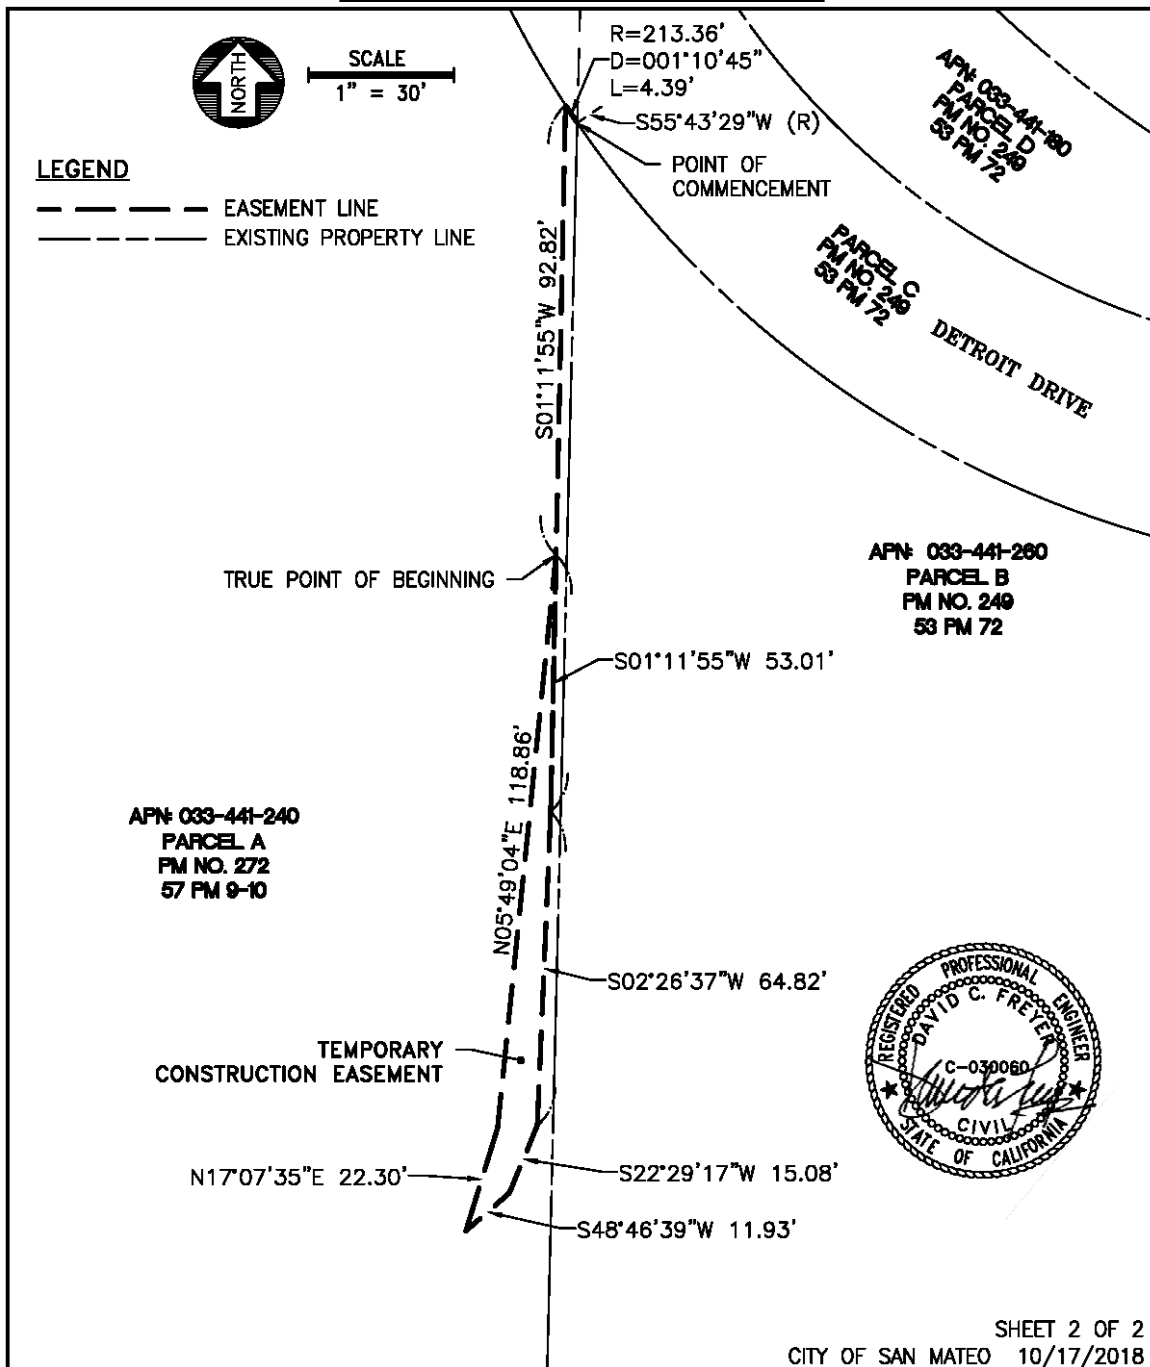 R=213.36'
D=001°10'45"
L=4.39'
SCALE
1" = 30'
NORTH
S55°43'29"W (R)
POINT OF
COMMENCEMENT
APN: 033-441-180
PARCEL D
PM NO. 249
53 PM 72
LEGEND
EASEMENT LINE
EXISTING PROPERTY LINE
PARCEL C
PM NO. 249
53 PM 72
DETROIT DRIVE
S01°11'55"W 92.82'
TRUE POINT OF BEGINNING
APN: 033-441-260
PARCEL B
PM NO. 249
53 PM 72
S01°11'55"W 53.01'
N05°49'04"E 118.86'
APN: 033-441-240
PARCEL A
PM NO. 272
57 PM 9-10
S02°26'37"W 64.82'
TEMPORARY
CONSTRUCTION EASEMENT
REGISTERED PROFESSIONAL ENGINEER
DAVID C. FREYER
C-030060
CIVIL
STATE OF CALIFORNIA
N17°07'35"E 22.30'
S22°29'17"W 15.08'
S48°46'39"W 11.93'
SHEET 2 OF 2
CITY OF SAN MATEO 10/17/2018